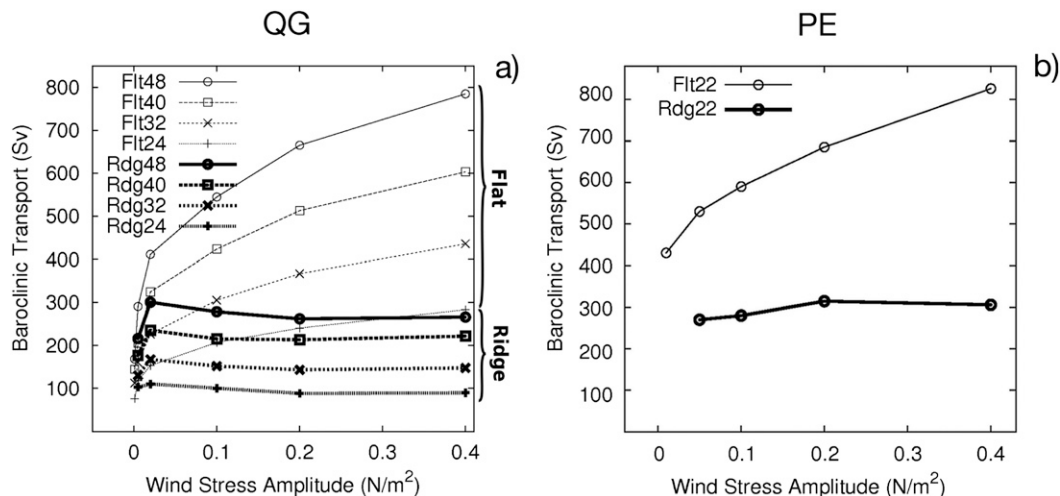 QG
a)
Flt48
Flt40
Flt32
Flt24
Rdg48
Rdg40
Rdg32
Rdg24
Baroclinic Transport (Sv)
800
700
600
500
400
300
200
100
0
0.1
0.2
0.3
0.4
Wind Stress Amplitude (N/m²)
Flat
Ridge
PE
b)
Flt22
Rdg22
Baroclinic Transport (Sv)
800
700
600
500
400
300
200
100
0
0.1
0.2
0.3
0.4
Wind Stress Amplitude (N/m²)